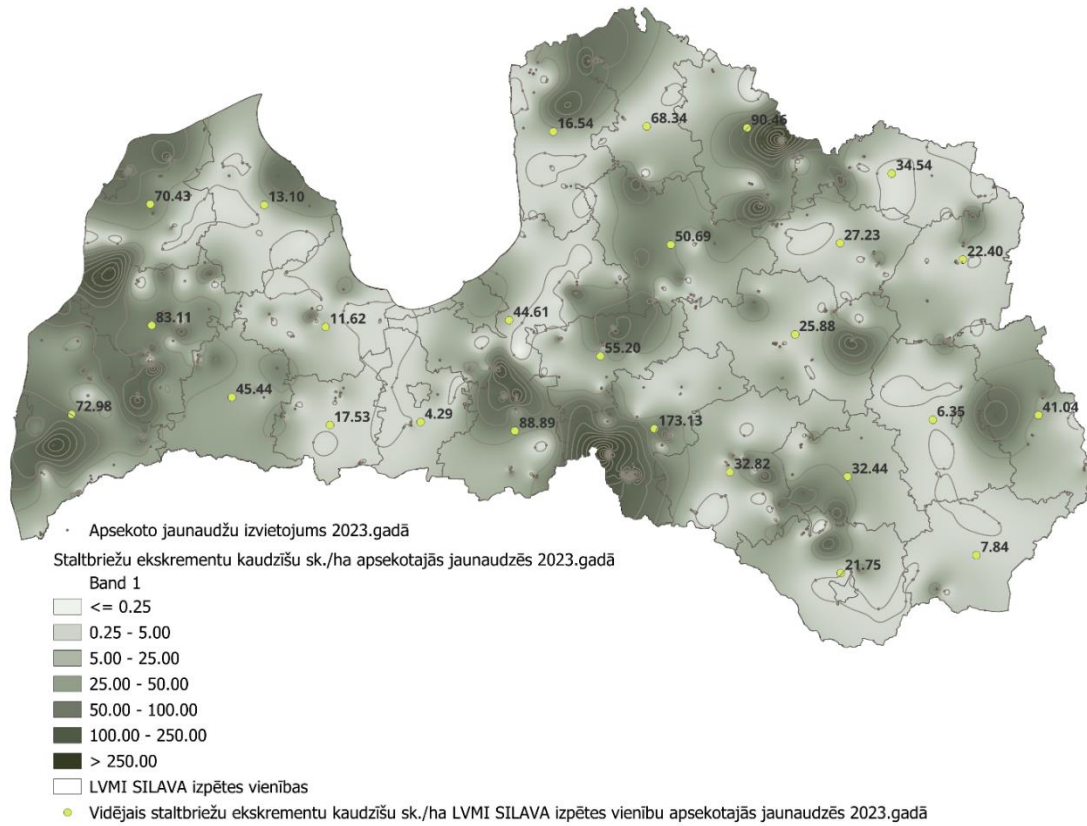 90.46
16.54
68.34
34.54
70.43
13.10
27.23
50.69
22.40
44.61
83.11
11.62
25.88
55.20
45.44
72.98
17.53
4.29
88.89
173.13
6.35
41.04
32.82
32.44
7.84
21.75
Apsekoto jaunaudžu izvietojums 2023.gadā
Staltbriežu ekskrementu kaudzīšu sk./ha apsekotajās jaunaudzēs 2023.gadā
Band 1
<= 0.25
0.25 - 5.00
5.00 - 25.00
25.00 - 50.00
50.00 - 100.00
100.00 - 250.00
> 250.00
LVMI SILAVA izpētes vienības
Vidējais staltbriežu ekskrementu kaudzīšu sk./ha LVMI SILAVA izpētes vienību apsekotajās jaunaudzēs 2023.gadā